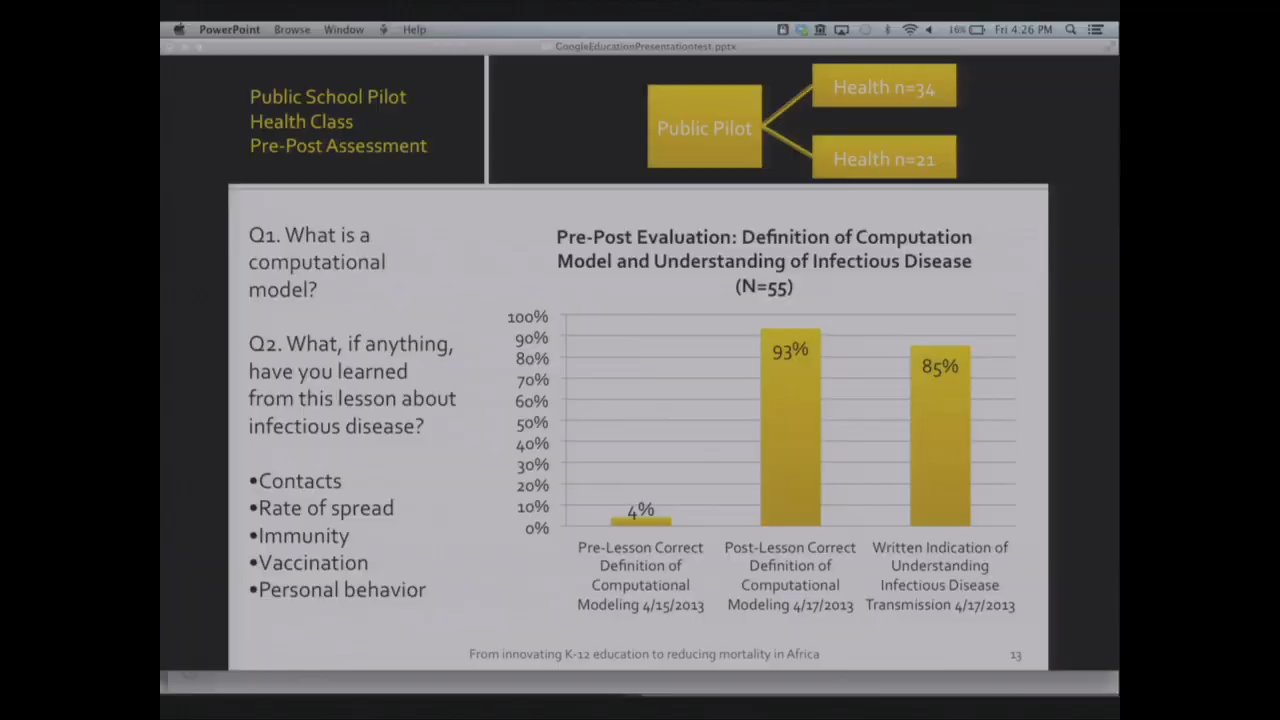 PowerPoint Browse Window Help 16% Fri 4:26 PM
GoogleEducationPresentationtest.pptx
Public School Pilot
Health Class
Pre-Post Assessment
Public Pilot
Health n=34
Health n=21
Q1. What is a
computational
model?
Q2. What, if anything,
have you learned
from this lesson about
infectious disease?
•Contacts
•Rate of spread
•Immunity
•Vaccination
•Personal behavior
Pre-Post Evaluation: Definition of Computation
Model and Understanding of Infectious Disease
(N=55)
100%
90%
80%
70%
60%
50%
40%
30%
20%
10%
0%
4%
93%
85%
Pre-Lesson Correct
Definition of
Computational
Modeling 4/15/2013
Post-Lesson Correct
Definition of
Computational
Modeling 4/17/2013
Written Indication of
Understanding
Infectious Disease
Transmission 4/17/2013
From innovating K-12 education to reducing mortality in Africa
13